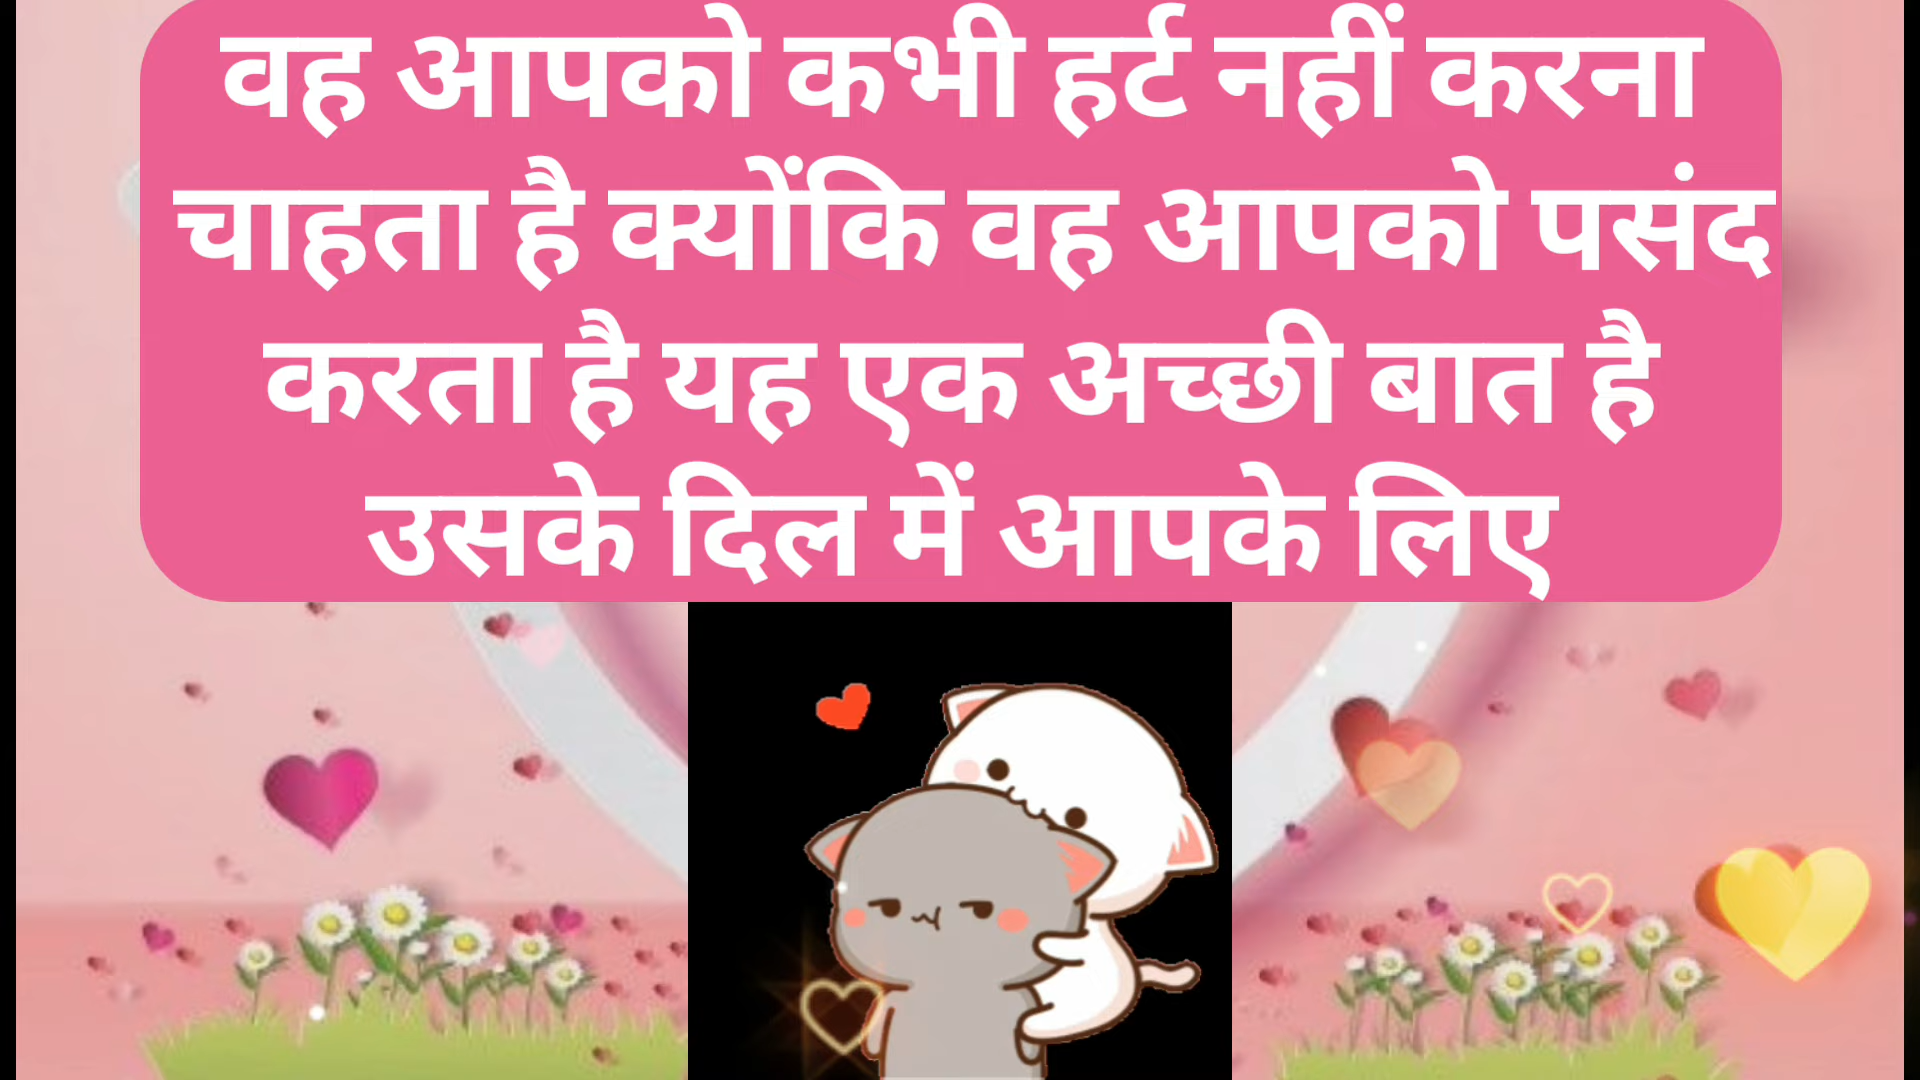 वह आपको कभी हर्ट नहीं करना
चाहता है क्योंकि वह आपको पसंद
करता है यह एक अच्छी बात है
उसके दिल में आपके लिए